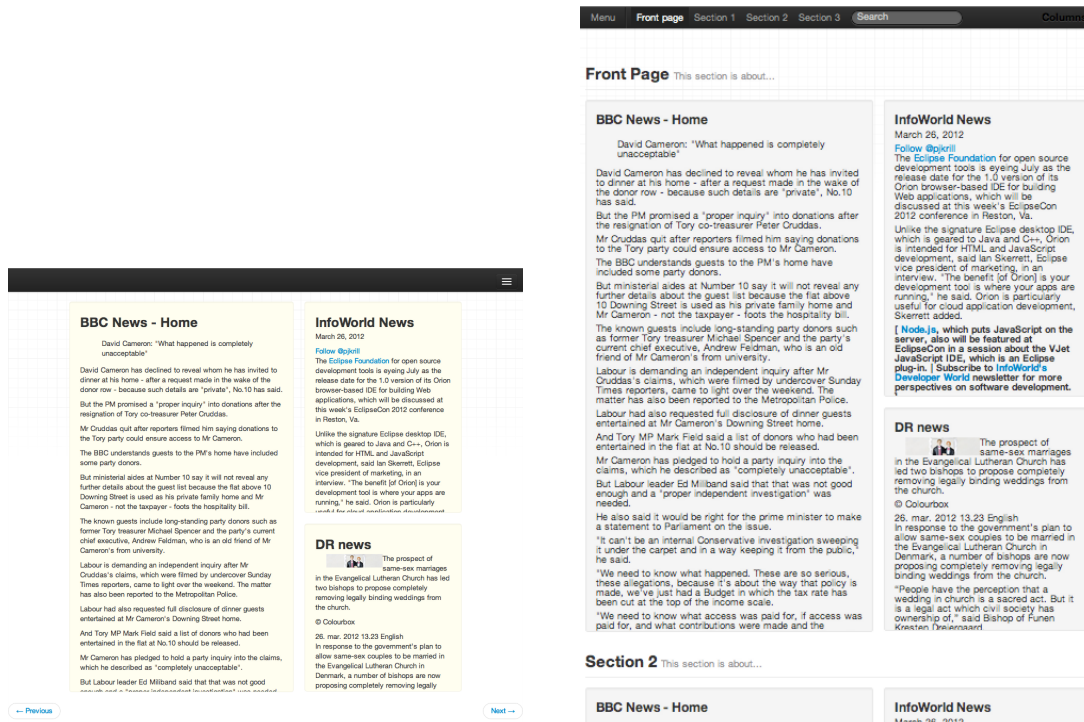 BBC News - Home
David Cameron: "What happened is completely
unacceptable"
David Cameron has declined to reveal whom he has invited to
dinner at his home - after a request made in the wake of the
donor row - because such details are "private", No.10 has said.
But the PM promised a "proper inquiry" into donations after the
resignation of Tory co-treasurer Peter Cruddas.
Mr Cruddas quit after reporters filmed him saying donations to
the Tory party could ensure access to Mr Cameron.
The BBC understands guests to the PM's home have included
some party donors.
But ministerial aides at Number 10 say it will not reveal any
further details about the guest list because the flat above 10
Downing Street is used as his private family home and Mr
Cameron - not the taxpayer - foots the hospitality bill.
The known guests include long-standing party donors such as
former Tory treasurer Michael Spencer and the party's current
chief executive, Andrew Feldman, who is an old friend of Mr
Cameron's from university.
Labour is demanding an independent inquiry after Mr
Cruddas's claims, which were filmed by undercover Sunday
Times reporters, came to light over the weekend. The matter
has also been reported to the Metropolitan Police.
Labour had also requested full disclosure of dinner guests
entertained at Mr Cameron's Downing Street home.
And Tory MP Mark Field said a list of donors who had been
entertained in the flat at No.10 should be released.
Mr Cameron has pledged to hold a party inquiry into the claims,
which he described as "completely unacceptable".
But Labour leader Ed Miliband said that that was not good
enough and a "proper independent investigation" was needed.
InfoWorld News
March 26, 2012
Follow @pjkrill
The Eclipse Foundation for open source
development tools is eyeing July as the
release date for the 1.0 version of its Orion
browser-based IDE for building Web
applications, which will be discussed at
this week's EclipseCon 2012 conference
in Reston, Va.
Unlike the signature Eclipse desktop IDE,
which is geared to Java and C++, Orion is
intended for HTML and JavaScript
development, said Ian Skerrett, Eclipse
vice president of marketing, in an
interview. "The benefit [of Orion] is your
development tool is where your apps are
running," he said. Orion is particularly
useful for cloud application development,
DR news
The prospect of
same-sex marriages
in the Evangelical Lutheran Church has led
two bishops to propose completely
removing legally binding weddings from
the church.
© Colourbox
26. mar. 2012 13.23 English
In response to the government's plan to
allow same-sex couples to be married in
the Evangelical Lutheran Church in
Denmark, a number of bishops are now
proposing completely removing legally
← Previous
Next →
Menu Front page Section 1 Section 2 Section 3 Search Column
Front Page This section is about...
BBC News - Home
David Cameron: "What happened is completely
unacceptable"
David Cameron has declined to reveal whom he has invited
to dinner at his home - after a request made in the wake of
the donor row - because such details are "private", No.10
has said.
But the PM promised a "proper inquiry" into donations after
the resignation of Tory co-treasurer Peter Cruddas.
Mr Cruddas quit after reporters filmed him saying donations
to the Tory party could ensure access to Mr Cameron.
The BBC understands guests to the PM's home have
included some party donors.
But ministerial aides at Number 10 say it will not reveal any
further details about the guest list because the flat above
10 Downing Street is used as his private family home and
Mr Cameron - not the taxpayer - foots the hospitality bill.
The known guests include long-standing party donors such
as former Tory treasurer Michael Spencer and the party's
current chief executive, Andrew Feldman, who is an old
friend of Mr Cameron's from university.
Labour is demanding an independent inquiry after Mr
Cruddas's claims, which were filmed by undercover Sunday
Times reporters, came to light over the weekend. The
matter has also been reported to the Metropolitan Police.
Labour had also requested full disclosure of dinner guests
entertained at Mr Cameron's Downing Street home.
And Tory MP Mark Field said a list of donors who had been
entertained in the flat at No.10 should be released.
Mr Cameron has pledged to hold a party inquiry into the
claims, which he described as "completely unacceptable".
But Labour leader Ed Miliband said that that was not good
enough and a "proper independent investigation" was
needed.
He also said it would be right for the prime minister to make
a statement to Parliament on the issue.
"It can't be an internal Conservative investigation sweeping
it under the carpet and in a way keeping it from the public,"
he said.
"We need to know what happened. These are so serious,
these allegations, because it's about the way that policy is
made, we've just had a Budget in which the tax rate has
been cut at the top of the income scale.
"We need to know what access was paid for, if access was
paid for, and what contributions were made and the
InfoWorld News
March 26, 2012
Follow @pjkrill
The Eclipse Foundation for open source
development tools is eyeing July as the
release date for the 1.0 version of its
Orion browser-based IDE for building
Web applications, which will be
discussed at this week's EclipseCon
2012 conference in Reston, Va.
Unlike the signature Eclipse desktop IDE,
which is geared to Java and C++, Orion
is intended for HTML and JavaScript
development, said Ian Skerrett, Eclipse
vice president of marketing, in an
interview. "The benefit [of Orion] is your
development tool is where your apps are
running," he said. Orion is particularly
useful for cloud application development,
Skerrett added.
[ Node.js, which puts JavaScript on the
server, also will be featured at
EclipseCon in a session about the VJet
JavaScript IDE, which is an Eclipse
plug-in. | Subscribe to InfoWorld's
Developer World newsletter for more
perspectives on software development.
DR news
The prospect of
same-sex marriages
in the Evangelical Lutheran Church has
led two bishops to propose completely
removing legally binding weddings from
the church.
© Colourbox
26. mar. 2012 13.23 English
In response to the government's plan to
allow same-sex couples to be married in
the Evangelical Lutheran Church in
Denmark, a number of bishops are now
proposing completely removing legally
binding weddings from the church.
"People have the perception that a
wedding in church is a sacred act. But it
is a legal act which civil society has
ownership of," said Bishop of Funen
Kresten Drejergaard.
Section 2 This section is about...
BBC News - Home
InfoWorld News
March 26, 2012